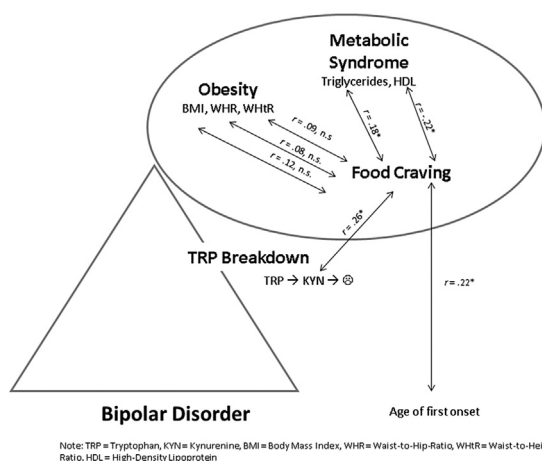 Metabolic
Syndrome
Triglycerides, HDL
Obesity
BMI, WHR, WHtR
r = .09, n.s
r = .08, n.s.
r = .12, n.s.
r = .18*
r = -.22*
Food Craving
r = .26*
TRP Breakdown
TRP → KYN → ☹
r = .22*
Bipolar Disorder
Age of first onset
Note: TRP = Tryptophan, KYN = Kynurenine, BMI = Body Mass Index, WHR = Waist-to-Hip-Ratio, WHtR = Waist-to-Hei
Ratio, HDL = High-Density Lipoprotein